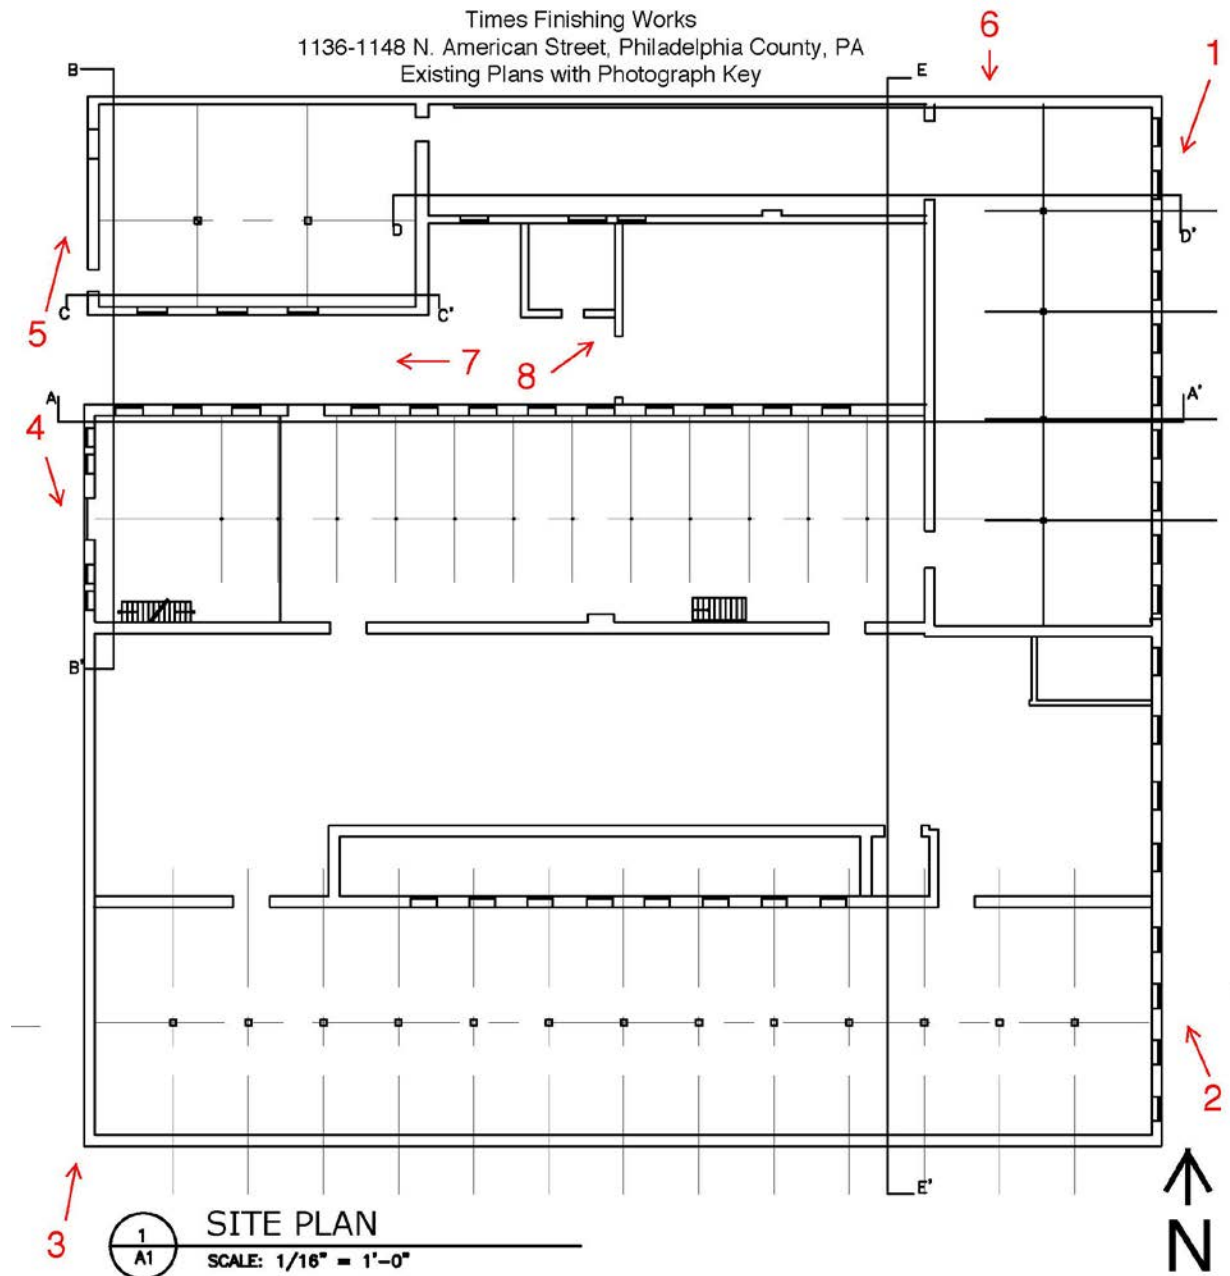 Times Finishing Works
1136-1148 N. American Street, Philadelphia County, PA
Existing Plans with Photograph Key
6
1
B
E
D
D'
5
C
C'
7
8
A
A'
4
B'
2
E'
3
1
A1
SITE PLAN
SCALE: 1/16" = 1'-0"
N